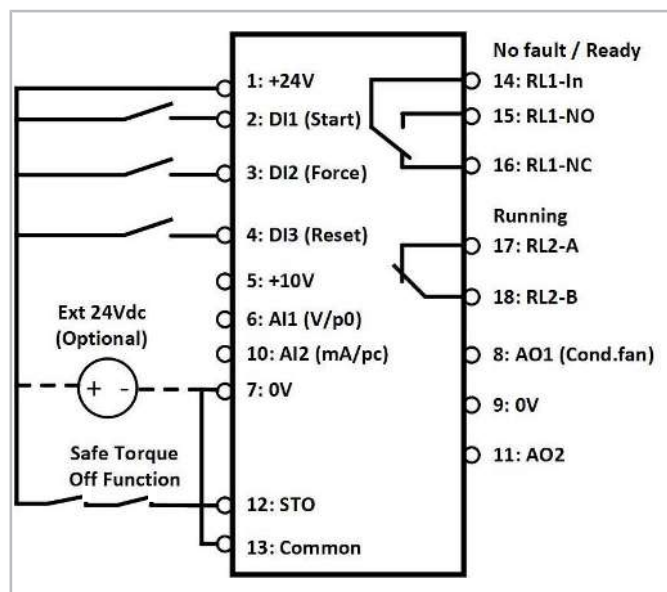 1: +24V
2: DI1 (Start)
3: DI2 (Force)
4: DI3 (Reset)
5: +10V
Ext 24Vdc
(Optional)
6: AI1 (V/p0)
10: AI2 (mA/pc)
+ -
7: 0V
Safe Torque
Off Function
12: STO
13: Common
No fault / Ready
14: RL1-In
15: RL1-NO
16: RL1-NC
Running
17: RL2-A
18: RL2-B
8: AO1 (Cond.fan)
9: 0V
11: AO2